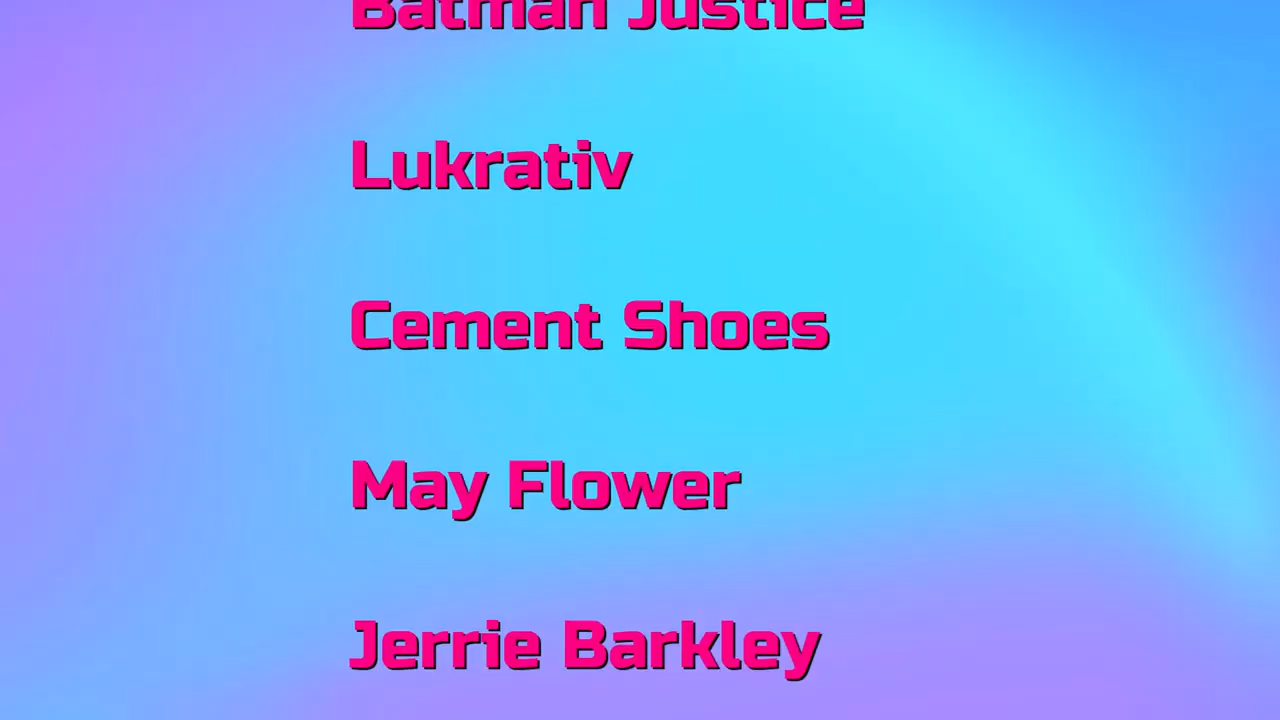 Batman Justice
Lukrativ
Cement Shoes
May Flower
Jerrie Barkley